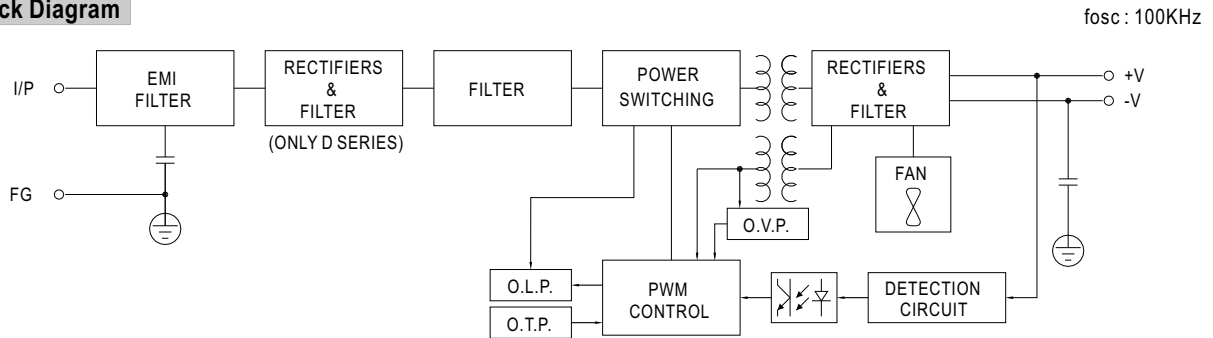 ck Diagram
fosc : 100KHz
I/P
EMI
FILTER
RECTIFIERS
&
FILTER
(ONLY D SERIES)
FILTER
POWER
SWITCHING
RECTIFIERS
&
FILTER
+V
-V
FG
FAN
O.V.P.
O.L.P.
O.T.P.
PWM
CONTROL
DETECTION
CIRCUIT